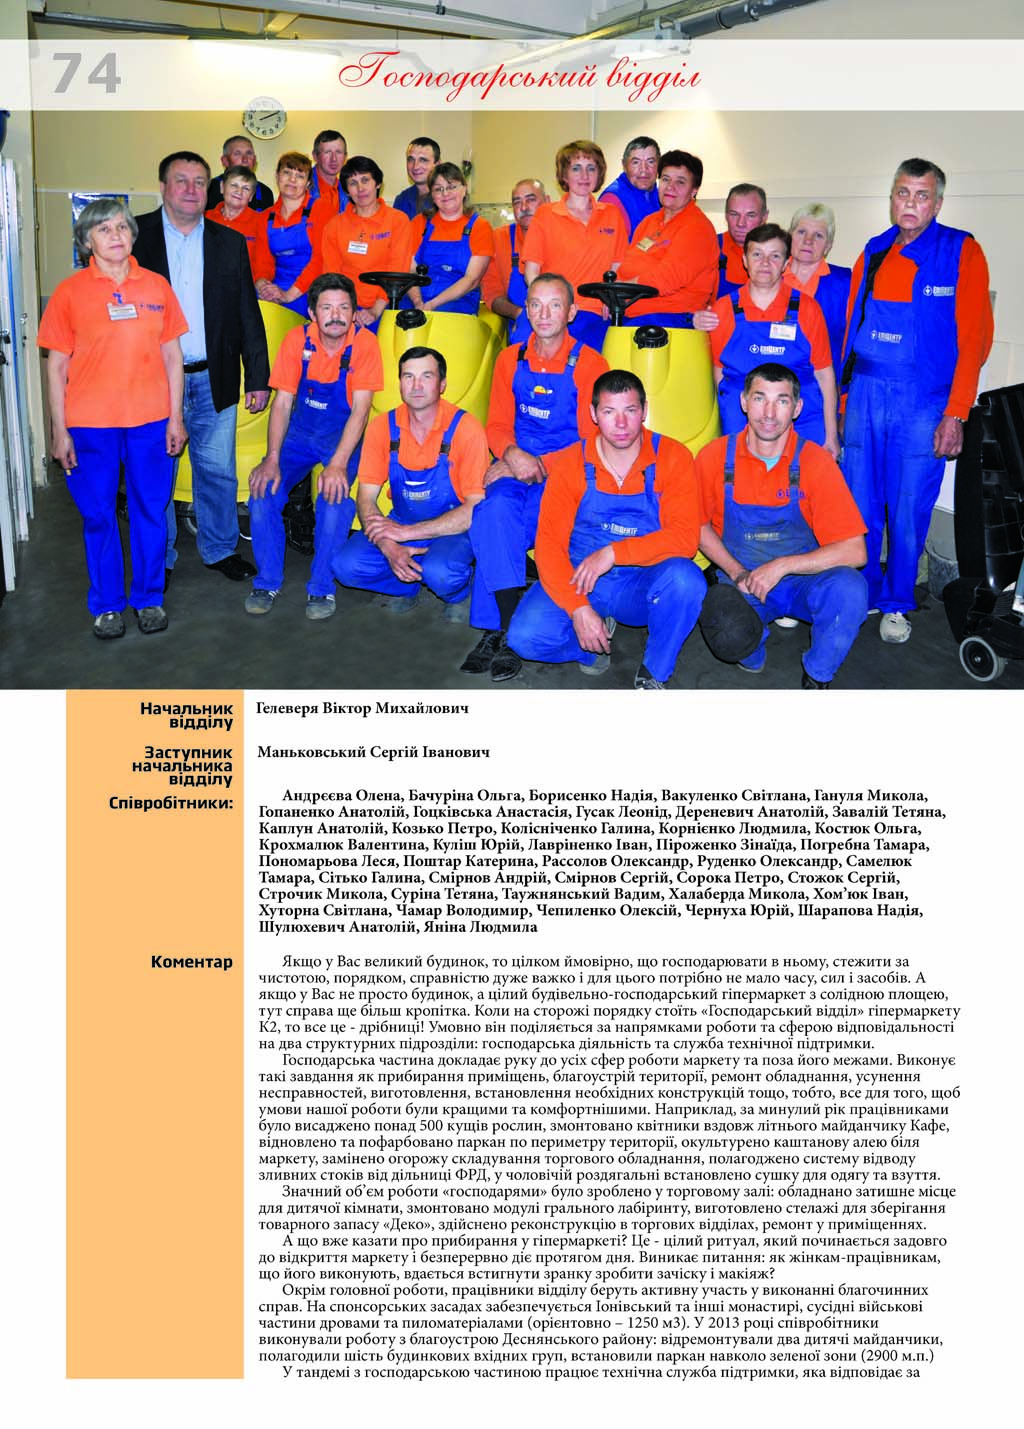 74
Господарський відділ
ЕПІЦЕНТР
ЕПІЦЕНТР
ЕПІЦЕНТР
ЕПІЦЕНТР
ЕПІЦЕНТР
ЕПІЦЕНТР
ЕПІЦЕНТР
Начальник
відділу
Гелеверя Віктор Михайлович
Заступник
начальника
відділу
Маньковський Сергій Іванович
Співробітники:
Андрєєва Олена, Бачуріна Ольга, Борисенко Надія, Вакуленко Світлана, Гануля Микола,
Гопаненко Анатолій, Гоцківська Анастасія, Гусак Леонід, Дереневич Анатолій, Завалій Тетяна,
Каплун Анатолій, Козько Петро, Колісніченко Галина, Корнієнко Людмила, Костюк Ольга,
Крохмалюк Валентина, Куліш Юрій, Лавріненко Іван, Піроженко Зінаїда, Погребна Тамара,
Пономарьова Леся, Поштар Катерина, Рассолов Олександр, Руденко Олександр, Самелюк
Тамара, Сітько Галина, Смірнов Андрій, Смірнов Сергій, Сорока Петро, Стожок Сергій,
Строчик Микола, Суріна Тетяна, Таужнянський Вадим, Халаберда Микола, Хом’юк Іван,
Хуторна Світлана, Чамар Володимир, Чепиленко Олексій, Чернуха Юрій, Шарапова Надія,
Шулюхевич Анатолій, Яніна Людмила
Коментар
Якщо у Вас великий будинок, то цілком ймовірно, що господарювати в ньому, стежити за
чистотою, порядком, справністю дуже важко і для цього потрібно не мало часу, сил і засобів. А
якщо у Вас не просто будинок, а цілий будівельно-господарський гіпермаркет з солідною площею,
тут справа ще більш кропітка. Коли на сторожі порядку стоїть «Господарський відділ» гіпермаркету
К2, то все це - дрібниці! Умовно він поділяється за напрямками роботи та сферою відповідальності
на два структурних підрозділи: господарська діяльність та служба технічної підтримки.
Господарська частина докладає руку до усіх сфер роботи маркету та поза його межами. Виконує
такі завдання як прибирання приміщень, благоустрій території, ремонт обладнання, усунення
несправностей, виготовлення, встановлення необхідних конструкцій тощо, тобто, все для того, щоб
умови нашої роботи були кращими та комфортнішими. Наприклад, за минулий рік працівниками
було висаджено понад 500 кущів рослин, змонтовано квітники вздовж літнього майданчику Кафе,
відновлено та пофарбовано паркан по периметру території, окультурено каштанову алею біля
маркету, замінено огорожу складування торгового обладнання, полагоджено систему відводу
зливних стоків від дільниці ФРД, у чоловічій роздягальні встановлено сушку для одягу та взуття.
Значний об’єм роботи «господарями» було зроблено у торговому залі: обладнано затишне місце
для дитячої кімнати, змонтовано модулі грального лабіринту, виготовлено стелажі для зберігання
товарного запасу «Деко», здійснено реконструкцію в торгових відділах, ремонт у приміщеннях.
А що вже казати про прибирання у гіпермаркеті? Це - цілий ритуал, який починається задовго
до відкриття маркету і безперервно діє протягом дня. Виникає питання: як жінкам-працівникам,
що його виконують, вдається встигнути зранку зробити зачіску і макіяж?
Окрім головної роботи, працівники відділу беруть активну участь у виконанні благочинних
справ. На спонсорських засадах забезпечується Іонівський та інші монастирі, сусідні військові
частини дровами та пиломатеріалами (орієнтовно – 1250 м3). У 2013 році співробітники
виконували роботу з благоустрою Деснянського району: відремонтували два дитячі майданчики,
полагодили шість будинкових вхідних груп, встановили паркан навколо зеленої зони (2900 м.п.)
У тандемі з господарською частиною працює технічна служба підтримки, яка відповідає за